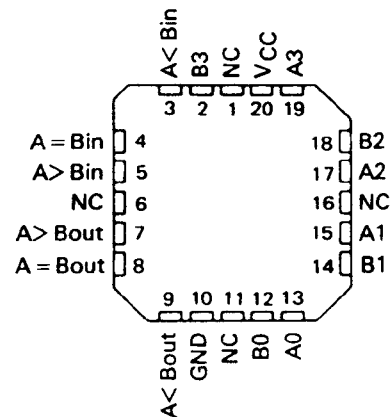 A< Bin B3 NC VCC A3
3 2 1 20 19
A = Bin 4
A> Bin 5
NC 6
A> Bout 7
A = Bout 8
18 B2
17 A2
16 NC
15 A1
14 B1
9 10 11 12 13
A< Bout GND NC B0 A0